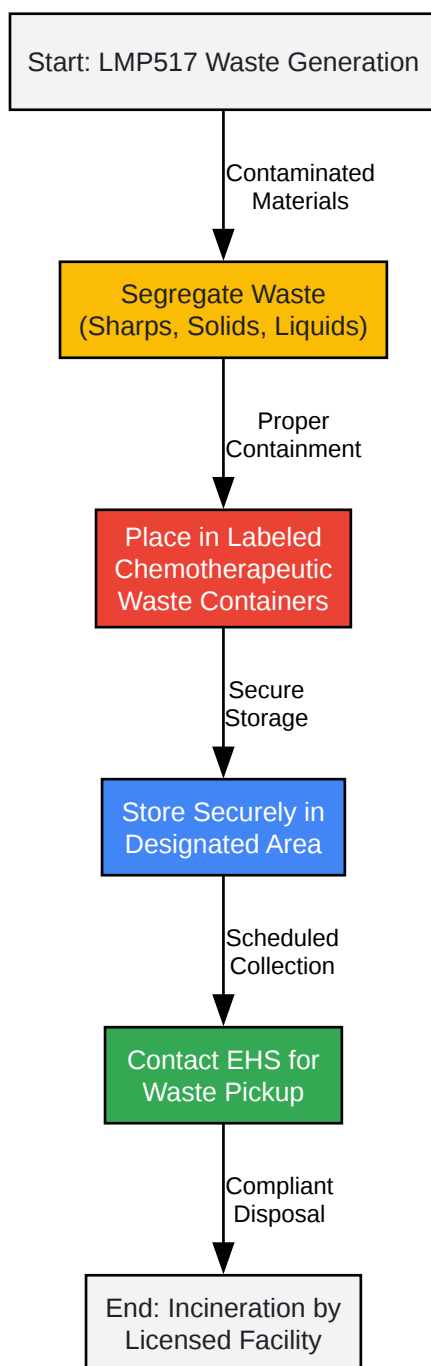 Start: LMP517 Waste Generation
Contaminated
Materials
Segregate Waste
(Sharps, Solids, Liquids)
Proper
Containment
Place in Labeled
Chemotherapeutic
Waste Containers
Secure
Storage
Store Securely in
Designated Area
Scheduled
Collection
Contact EHS for
Waste Pickup
Compliant
Disposal
End: Incineration by
Licensed Facility